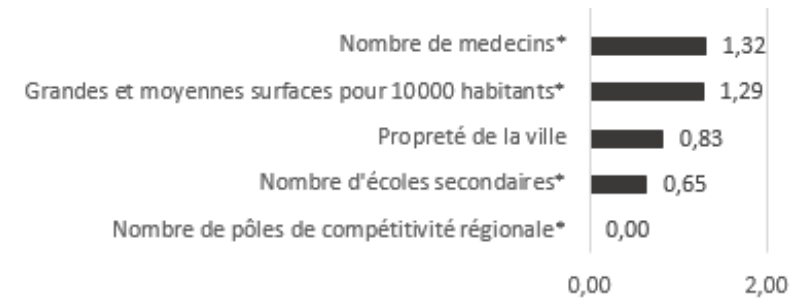 Nombre de medecins* 1,32
Grandes et moyennes surfaces pour 10000 habitants* 1,29
Propreté de la ville 0,83
Nombre d'écoles secondaires* 0,65
Nombre de pôles de compétitivité régionale* 0,00
0,00 2,00